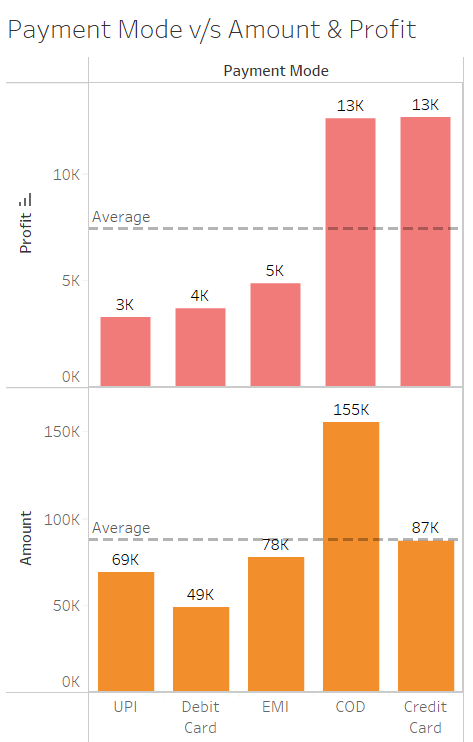 Payment Mode v/s Amount & Profit
Payment Mode
13K 13K
10K
Average
Profit
5K
5K
4K
3K
0K
155K
150K
100K
Average
87K
78K
69K
Amount
49K
50K
0K
UPI Debit Card EMI COD Credit Card